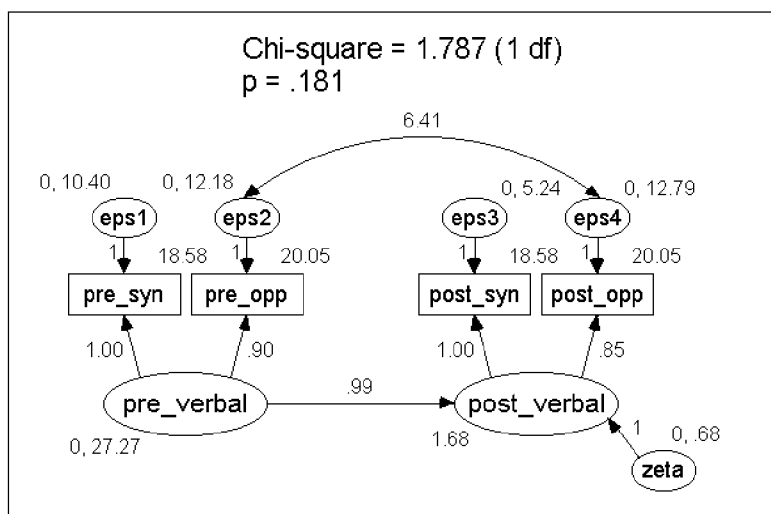 Chi-square = 1.787 (1 df)
p = .181
6.41
0, 10.40
0, 12.18
0, 5.24
0, 12.79
eps1
eps2
eps3
eps4
1
18.58
1
20.05
1
18.58
1
20.05
pre_syn
pre_opp
post_syn
post_opp
1.00
.90
1.00
.85
.99
pre_verbal
post_verbal
0, 27.27
1.68
1
0, .68
zeta